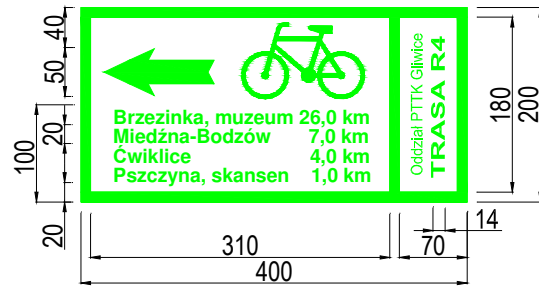 40
50
20
100
20
Brzezinka, muzeum 26,0 km
Miedźna-Bodzów 7,0 km
Ćwiklice 4,0 km
Pszczyna, skansen 1,0 km
Oddział PTTK Gliwice
TRASA R4
180
200
14
310
70
400